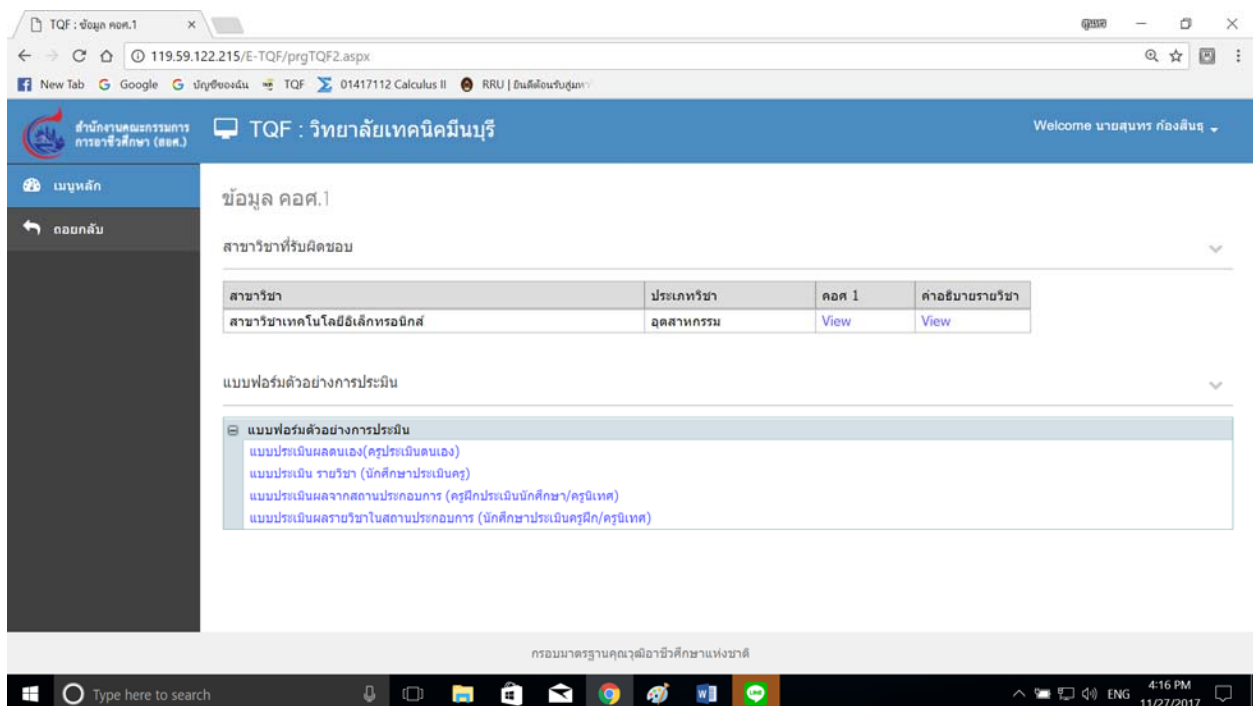 TQF : ข้อมูล คอศ.1
119.59.122.215/E-TQF/prgTQF2.aspx
New Tab Google บัญชีของฉัน TQF 01417112 Calculus II RRU | ยินดีต้อนรับสู่มหา
สำนักงานคณะกรรมการ
การอาชีวศึกษา (สอศ.)
TQF : วิทยาลัยเทคนิคมีนบุรี
Welcome นายสุนทร ก้องสินธุ
เมนูหลัก
ถอยกลับ
ข้อมูล คอศ.1
สาขาวิชาที่รับผิดชอบ
สาขาวิชา ประเภทวิชา คอศ 1 คำอธิบายรายวิชา
สาขาวิชาเทคโนโลยีอิเล็กทรอนิกส์ อุตสาหกรรม View View
แบบฟอร์มตัวอย่างการประมิน
แบบฟอร์มตัวอย่างการประมิน
แบบประเมินผลตนเอง(ครูประเมินตนเอง)
แบบประเมิน รายวิชา (นักศึกษาประเมินครู)
แบบประเมินผลจากสถานประกอบการ (ครูฝึกประเมินนักศึกษา/ครูนิเทศ)
แบบประเมินผลรายวิชาในสถานประกอบการ (นักศึกษาประเมินครูฝึก/ครูนิเทศ)
กรอบมาตรฐานคุณวุฒิอาชีวศึกษาแห่งชาติ
Type here to search
ENG
4:16 PM
11/27/2017